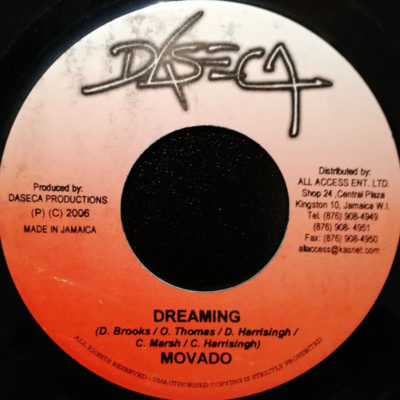 DASECA
Produced by:
DASECA PRODUCTIONS
(P) (C) 2006
MADE IN JAMAICA
Distributed by:
ALL ACCESS ENT. LTD.
Shop 24 ,Central Plaza
Kingston 10, Jamaica W.I.
Tel. (876) 908-4949
(876) 908- 4951
Fax: (876) 908-4950
allaccess@kasnet.com
DREAMING
(D. Brooks / O. Thomas / D. Harrisingh /
C. Marsh / C. Harrisingh)
MOVADO
ALL RIGHTS RESERVED - UNAUTHORISED COPYING IS STRICTLY PROHIBITED